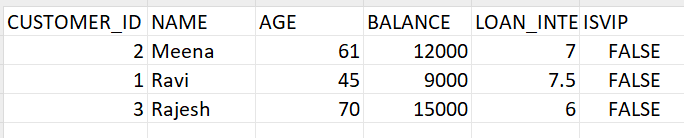 CUSTOMER_ID NAME AGE BALANCE LOAN_INTE ISVIP
2 Meena 61 12000 7 FALSE
1 Ravi 45 9000 7.5 FALSE
3 Rajesh 70 15000 6 FALSE